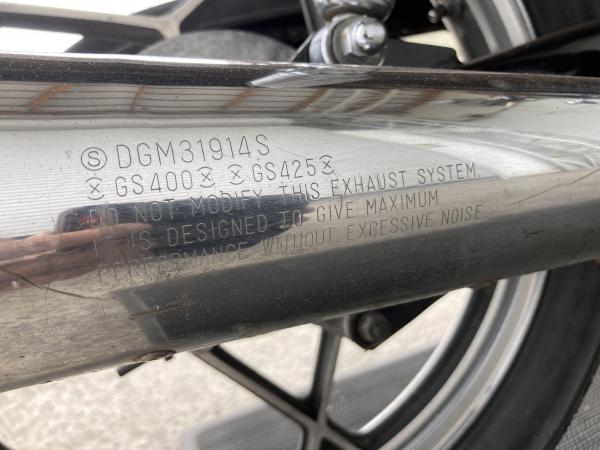 Ⓢ DGM31914S
GS400 GS425
DO NOT MODIFY THIS EXHAUST SYSTEM.
IT IS DESIGNED TO GIVE MAXIMUM
PERFORMANCE WITHOUT EXCESSIVE NOISE.